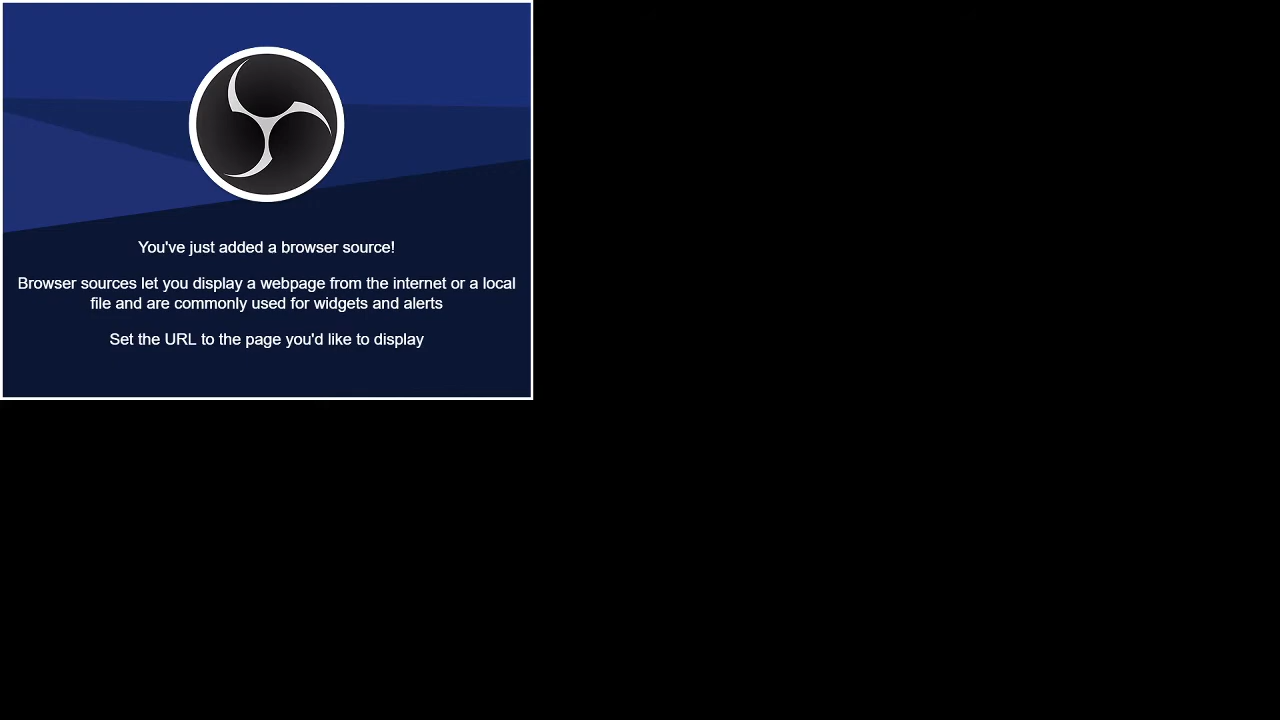 You've just added a browser source!
Browser sources let you display a webpage from the internet or a local
file and are commonly used for widgets and alerts
Set the URL to the page you'd like to display